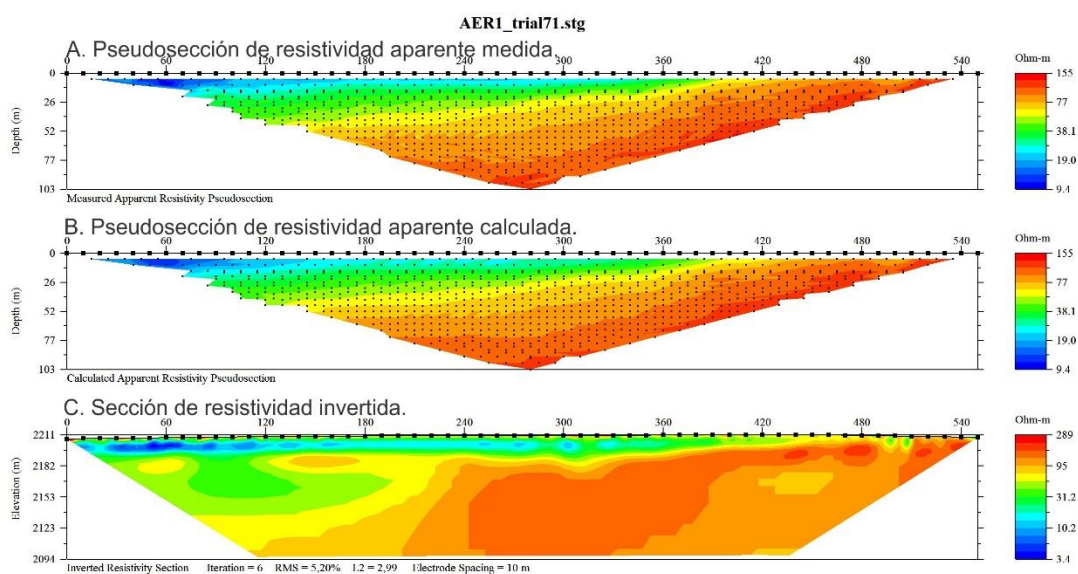 AER1_trial71.stg
A. Pseudosección de resistividad aparente medida.
Ohm-m
0 60 120 180 240 300 360 420 480 540
Depth (m)
0
26
52
77
103
155
77.0
38.1
19.0
9.4
Measured Apparent Resistivity Pseudosection
B. Pseudosección de resistividad aparente calculada.
Ohm-m
0 60 120 180 240 300 360 420 480 540
Depth (m)
0
26
52
77
103
155
77.0
38.1
19.0
9.4
Calculated Apparent Resistivity Pseudosection
C. Sección de resistividad invertida.
Ohm-m
0 60 120 180 240 300 360 420 480 540
Elevation (m)
2211
2182
2153
2123
2094
289
95
31.2
10.2
3.4
Inverted Resistivity Section Iteration = 6 RMS = 5,20% L2 = 2,99 Electrode Spacing = 10 m